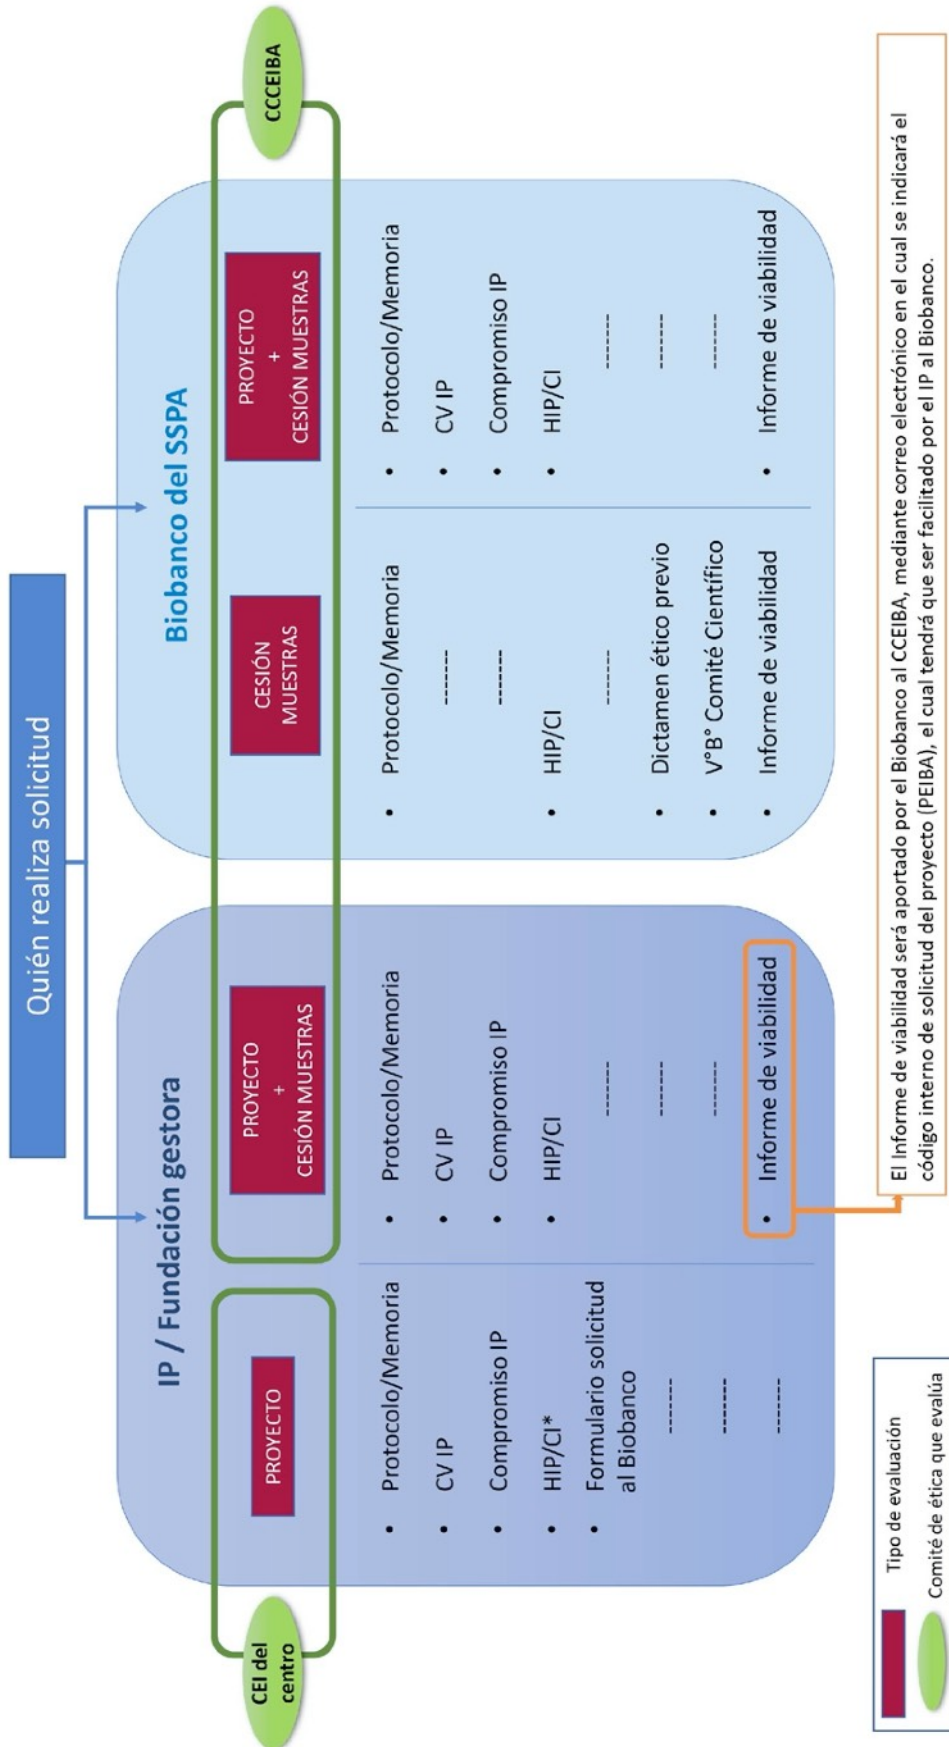 Quién realiza solicitud
IP / Fundación gestora
Biobanco del SSPA
CEI del
centro
PROYECTO
PROYECTO
+
CESIÓN MUESTRAS
CESIÓN
MUESTRAS
PROYECTO
+
CESIÓN MUESTRAS
CCCEIBA
• Protocolo/Memoria
• CV IP
• Compromiso IP
• HIP/CI*
• Formulario solicitud
al Biobanco
--------
--------
--------
• Protocolo/Memoria
• CV IP
• Compromiso IP
• HIP/CI
--------
--------
--------
• Informe de viabilidad
• Protocolo/Memoria
--------
--------
• HIP/CI
--------
• Dictamen ético previo
• V°B° Comité Científico
• Informe de viabilidad
• Protocolo/Memoria
• CV IP
• Compromiso IP
• HIP/CI
--------
--------
--------
• Informe de viabilidad
El Informe de viabilidad será aportado por el Biobanco al CCEIBA, mediante correo electrónico en el cual se indicará el
código interno de solicitud del proyecto (PEIBA), el cual tendrá que ser facilitado por el IP al Biobanco.
Tipo de evaluación
Comité de ética que evalúa